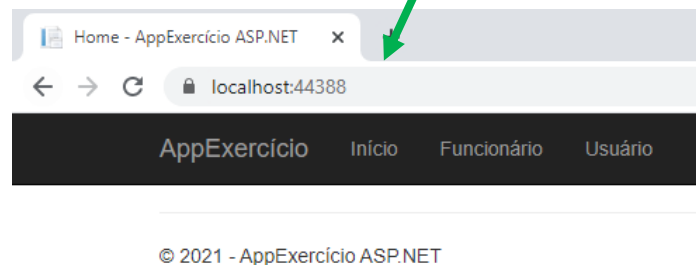 Home - AppExercício ASP.NET
localhost:44388
AppExercício Início Funcionário Usuário
© 2021 - AppExercício ASP.NET